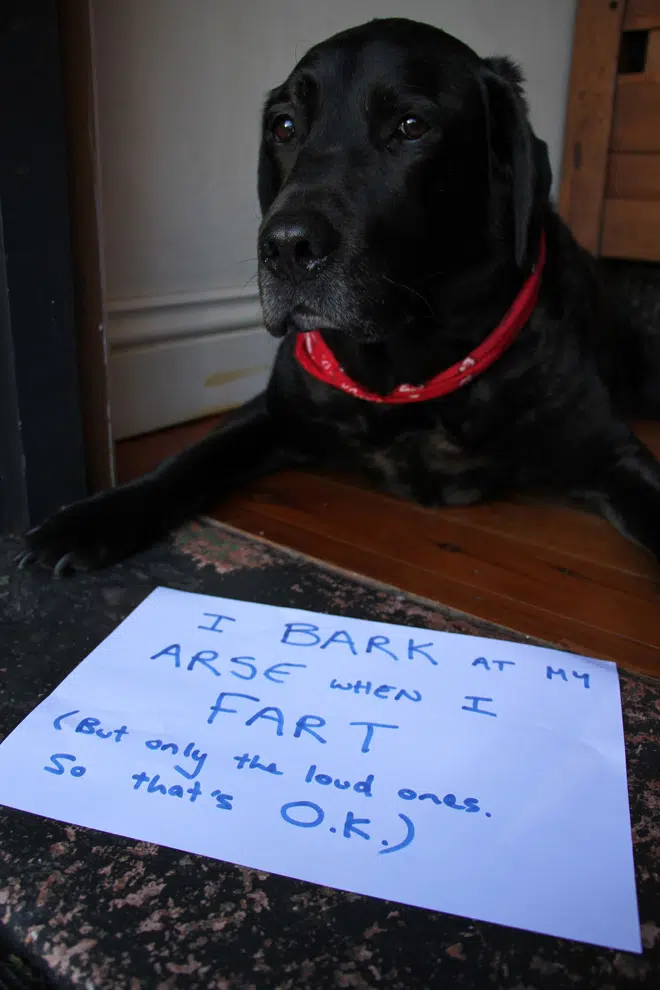 I BARK AT MY
ARSE WHEN I
FART
(But only the loud ones.
So that's O.K.)